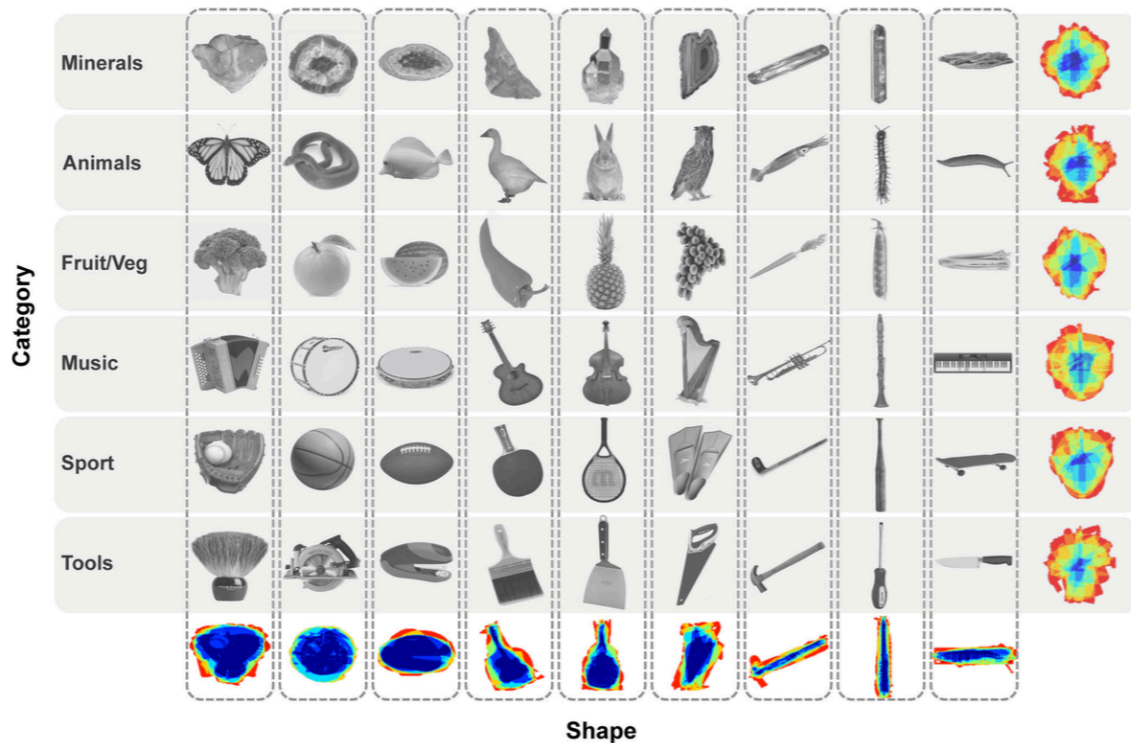 Minerals
Animals
Fruit/Veg
Music
Sport
Tools
Category
Shape